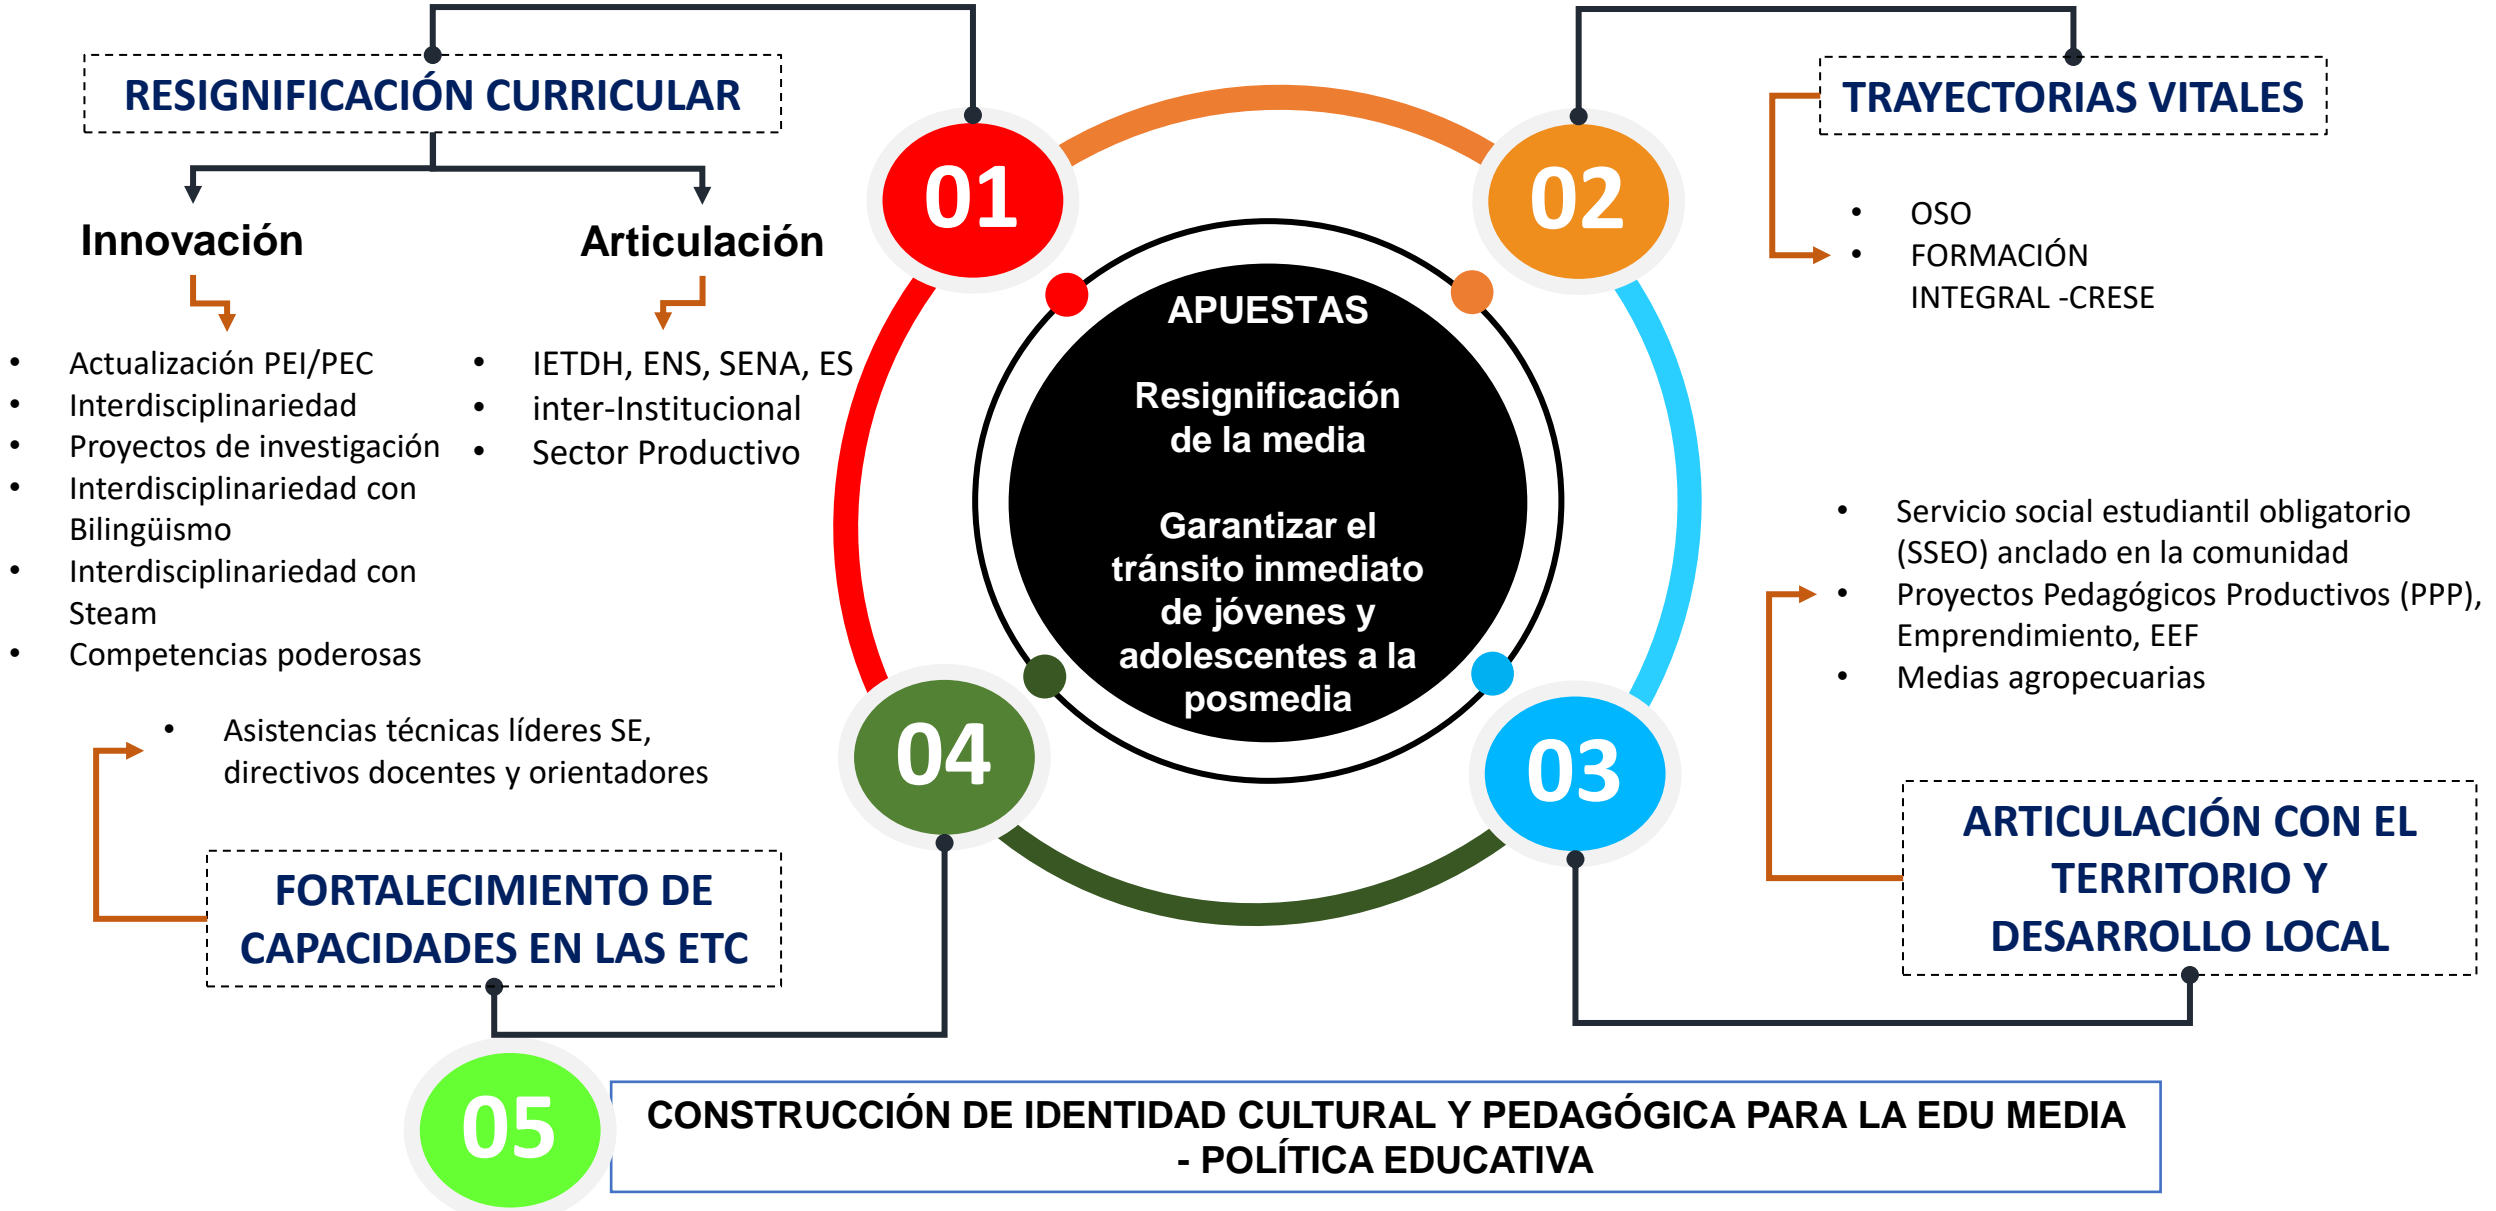 RESIGNIFICACIÓN CURRICULAR
Innovación
• Actualización PEI/PEC
• Interdisciplinariedad
• Proyectos de investigación
• Interdisciplinariedad con
Bilingüismo
• Interdisciplinariedad con
Steam
• Competencias poderosas
Articulación
• IETDH, ENS, SENA, ES
• inter-Institucional
• Sector Productivo
01
02
TRAYECTORIAS VITALES
• OSO
• FORMACIÓN
INTEGRAL -CRESE
APUESTAS
Resignificación
de la media
Garantizar el
tránsito inmediato
de jóvenes y
adolescentes a la
posmedia
• Servicio social estudiantil obligatorio
(SSEO) anclado en la comunidad
• Proyectos Pedagógicos Productivos (PPP),
Emprendimiento, EEF
• Medias agropecuarias
03
ARTICULACIÓN CON EL
TERRITORIO Y
DESARROLLO LOCAL
04
• Asistencias técnicas líderes SE,
directivos docentes y orientadores
FORTALECIMIENTO DE
CAPACIDADES EN LAS ETC
05
CONSTRUCCIÓN DE IDENTIDAD CULTURAL Y PEDAGÓGICA PARA LA EDU MEDIA
- POLÍTICA EDUCATIVA